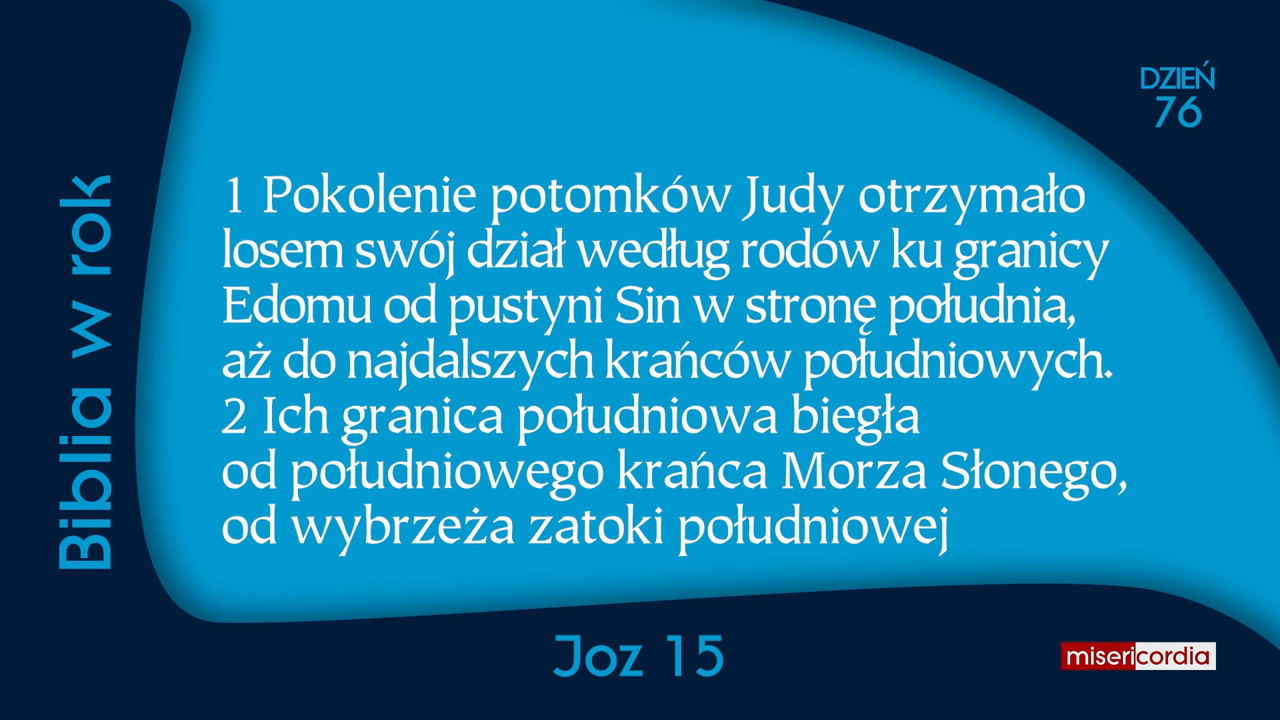 DZIEŃ
76
Biblia w rok
1 Pokolenie potomków Judy otrzymało
losem swój dział według rodów ku granicy
Edomu od pustyni Sin w stronę południa,
aż do najdalszych krańców południowych.
2 Ich granica południowa biegła
od południowego krańca Morza Słonego,
od wybrzeża zatoki południowej
Joz 15
misericordia